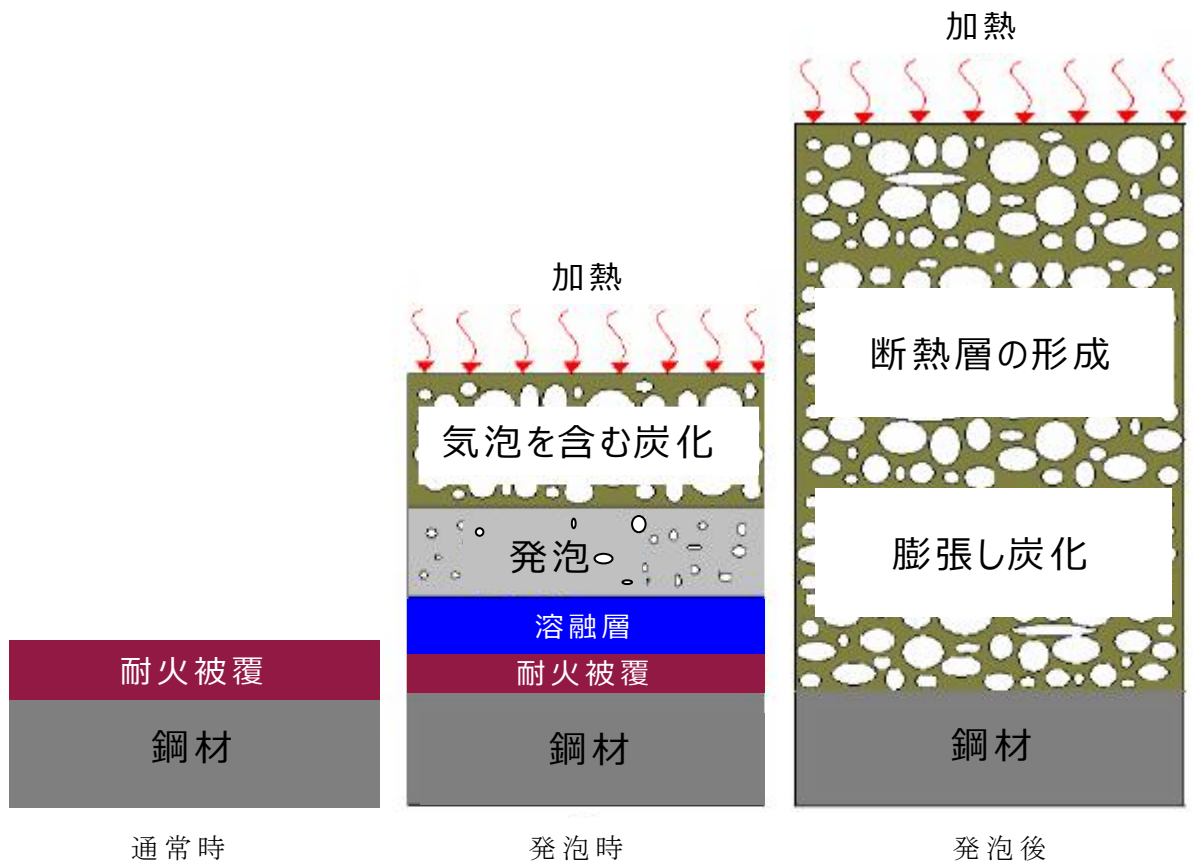 耐火被覆
鋼材
通常時
加熱
気泡を含む炭化
発泡
溶融層
耐火被覆
鋼材
発泡時
加熱
断熱層の形成
膨張し炭化
鋼材
発泡後